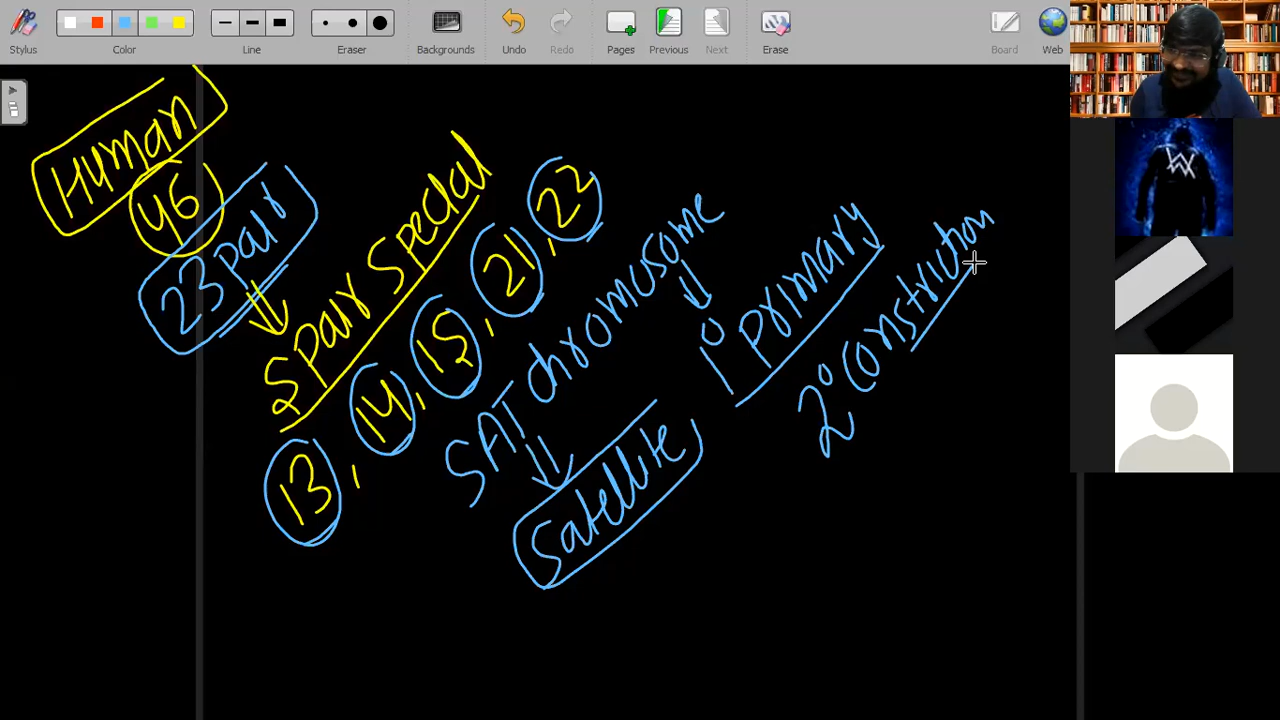 Stylus
Color
Line
Eraser
Backgrounds
Undo
Redo
Pages
Previous
Next
Erase
Board
Web
Human
46
23 pair
5 pair Special
13, 14, 15, 21, 22
SAT chromosome
Satellite
1° Primary
2° Constriction